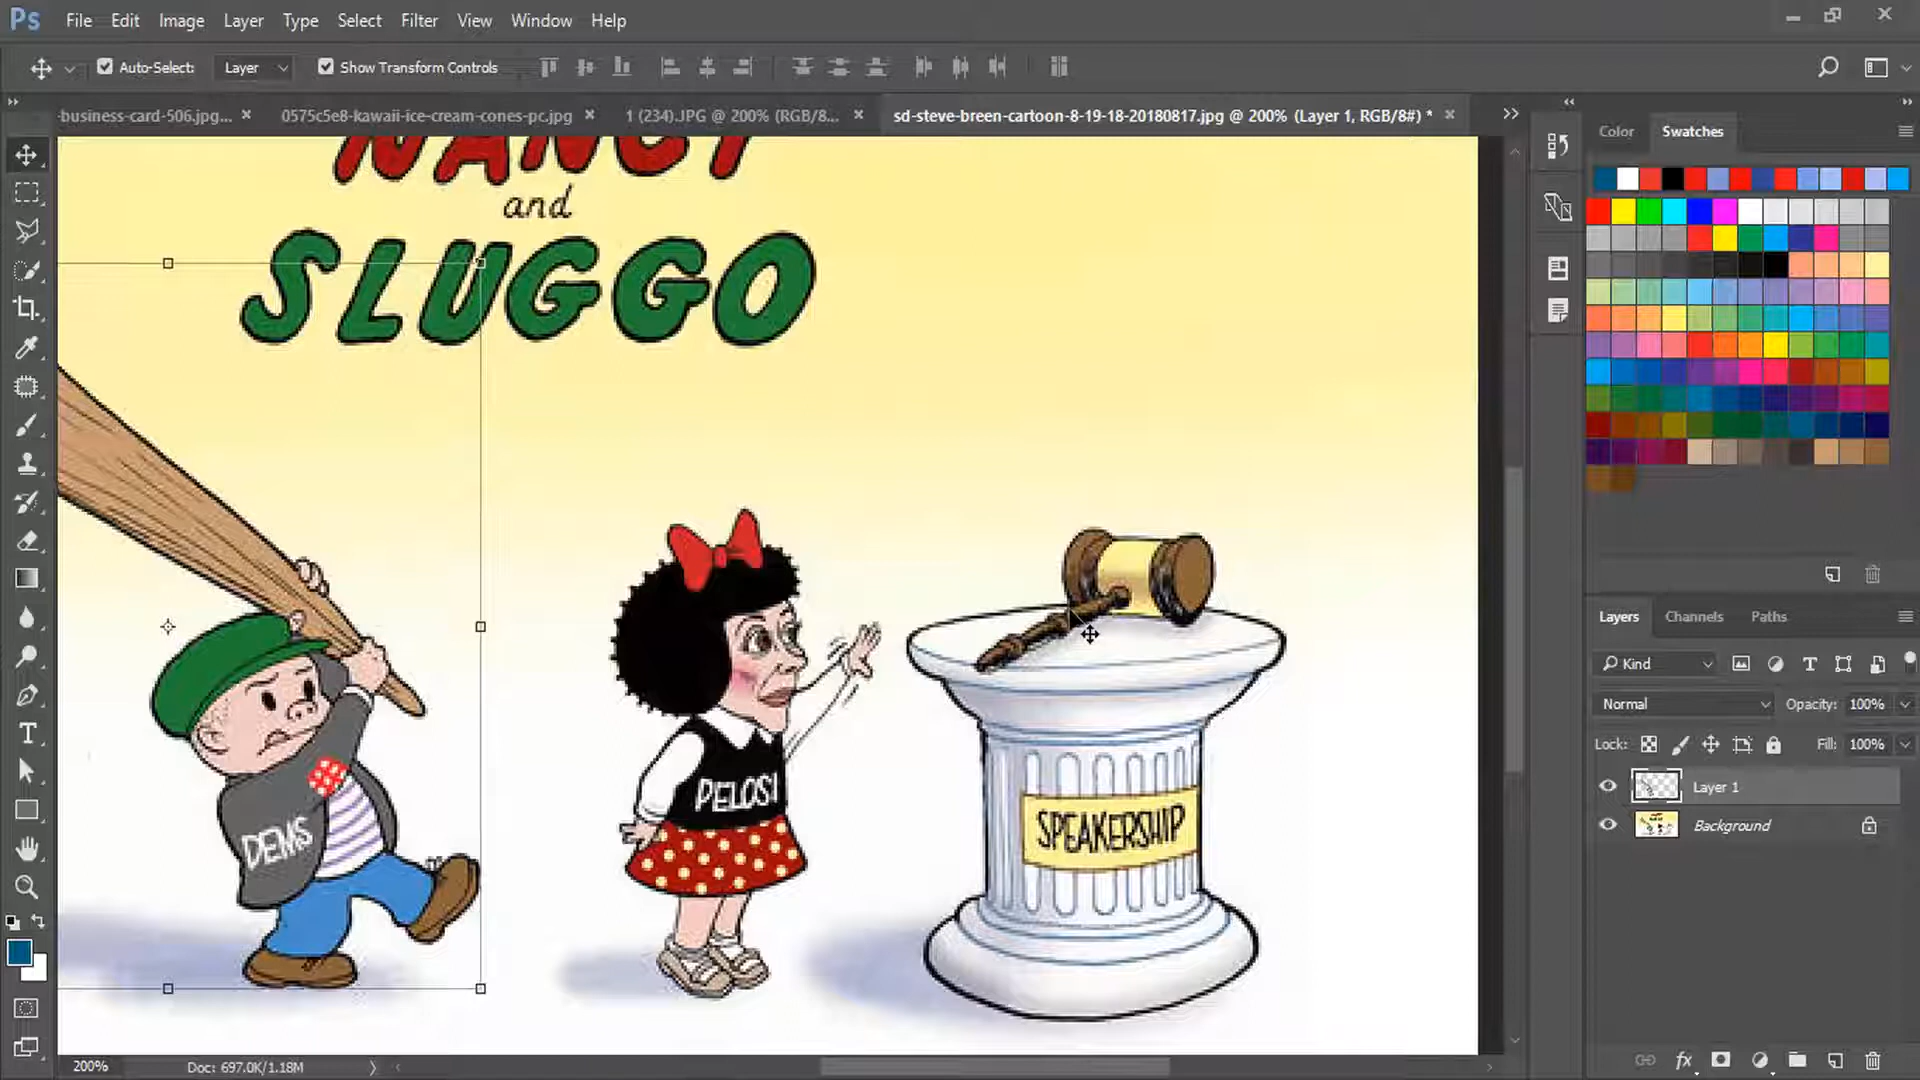 Ps File Edit Image Layer Type Select Filter View Window Help
Auto-Select: Layer Show Transform Controls
-business-card-506.jpg... 0575c5e8-kawaii-ice-cream-cones-pc.jpg 1 (234).JPG @ 200% (RGB/8... sd-steve-breen-cartoon-8-19-18-20180817.jpg @ 200% (Layer 1, RGB/8#) *
Color Swatches
NANCY
and
SLUGGO
DEMS
PELOSI
SPEAKERSHIP
Layers Channels Paths
Kind
Normal Opacity: 100%
Lock: Fill: 100%
Layer 1
Background
200% Doc: 697.0K/1.18M